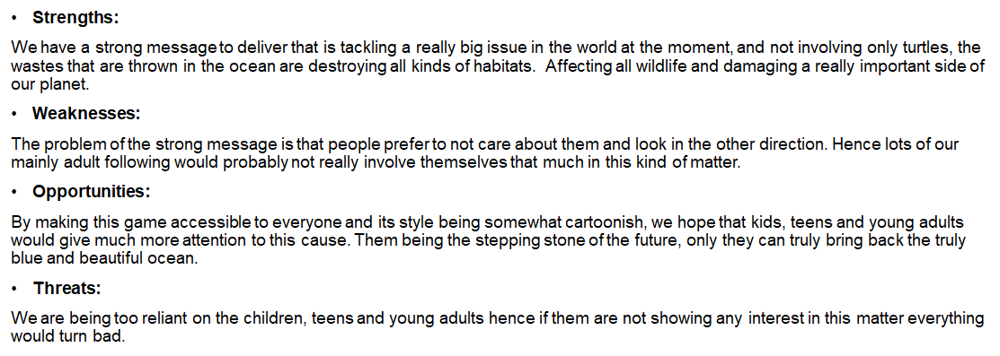 • Strengths:
We have a strong message to deliver that is tackling a really big issue in the world at the moment, and not involving only turtles, the
wastes that are thrown in the ocean are destroying all kinds of habitats. Affecting all wildlife and damaging a really important side of
our planet.
• Weaknesses:
The problem of the strong message is that people prefer to not care about them and look in the other direction. Hence lots of our
mainly adult following would probably not really involve themselves that much in this kind of matter.
• Opportunities:
By making this game accessible to everyone and its style being somewhat cartoonish, we hope that kids, teens and young adults
would give much more attention to this cause. Them being the stepping stone of the future, only they can truly bring back the truly
blue and beautiful ocean.
• Threats:
We are being too reliant on the children, teens and young adults hence if them are not showing any interest in this matter everything
would turn bad.